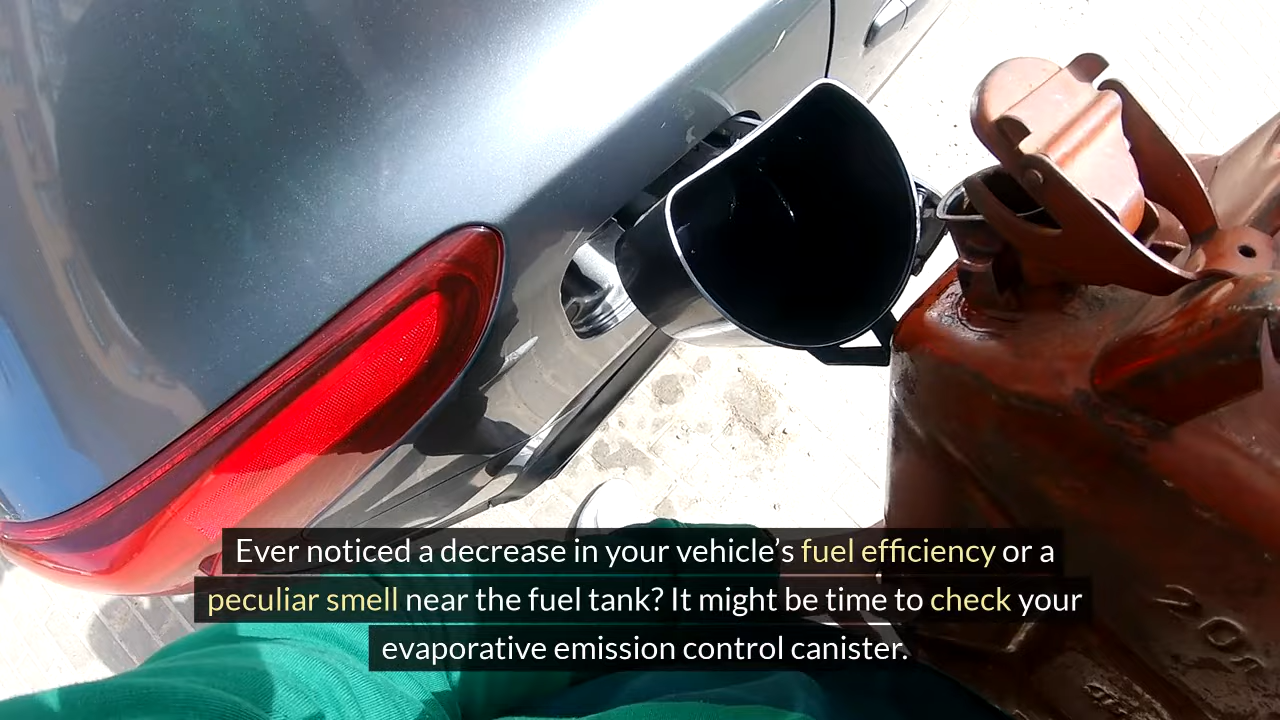 Ever noticed a decrease in your vehicle’s fuel efficiency or a
peculiar smell near the fuel tank? It might be time to check your
evaporative emission control canister.